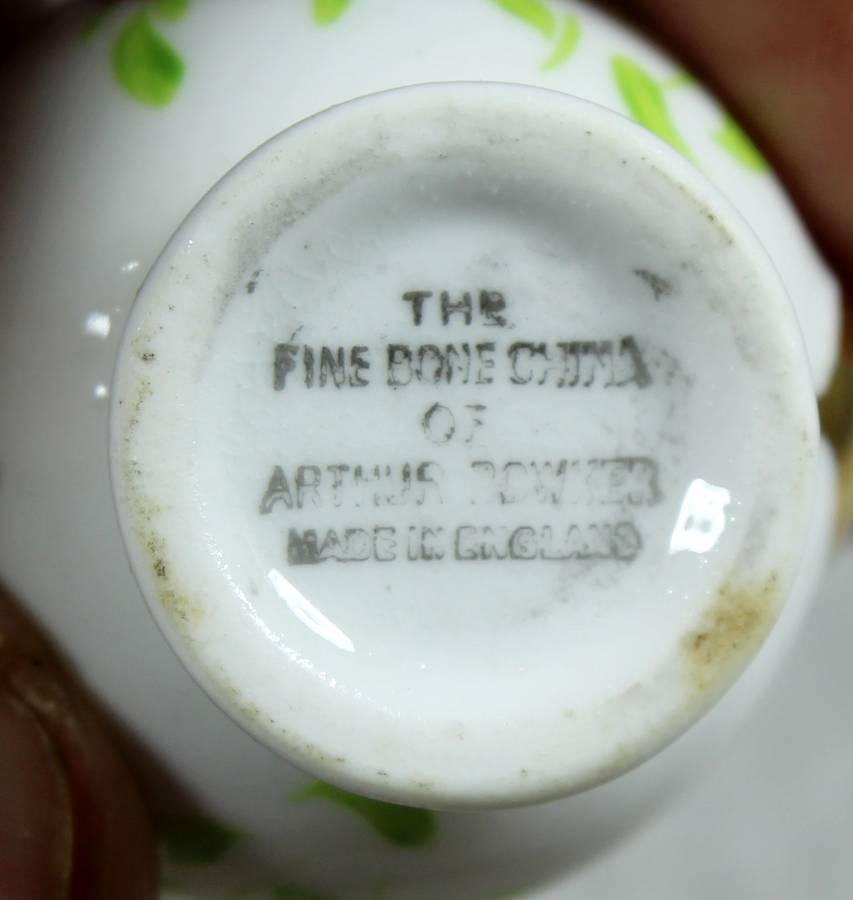 THE
FINE BONE CHINA
OF
ARTHUR BOWKER
MADE IN ENGLAND